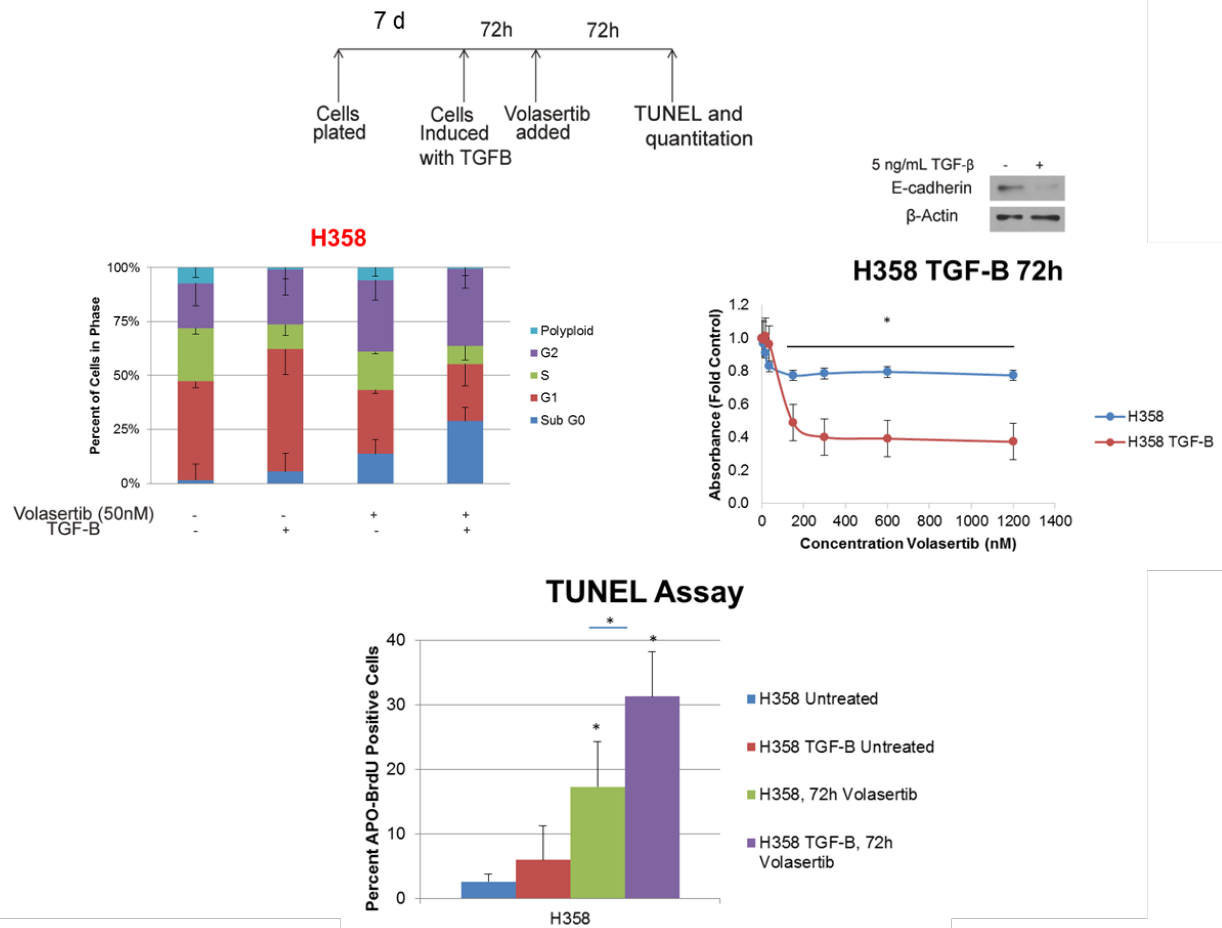 7 d
72h
72h
Cells
plated
Cells
Induced
with TGFB
Volasertib
added
TUNEL and
quantitation
5 ng/mL TGF-β - +
E-cadherin
β-Actin
H358
Percent of Cells in Phase
100%
75%
50%
25%
0%
Polyploid
G2
S
G1
Sub G0
Volasertib (50nM) - - + +
TGF-B - + - +
H358 TGF-B 72h
Absorbance (Fold Control)
1.2
1.0
0.8
0.6
0.4
0.2
0.0
*
0 200 400 600 800 1000 1200 1400
Concentration Volasertib (nM)
H358
H358 TGF-B
TUNEL Assay
Percent APO-BrdU Positive Cells
40
30
20
10
0
*
*
*
H358
H358 Untreated
H358 TGF-B Untreated
H358, 72h Volasertib
H358 TGF-B, 72h
Volasertib